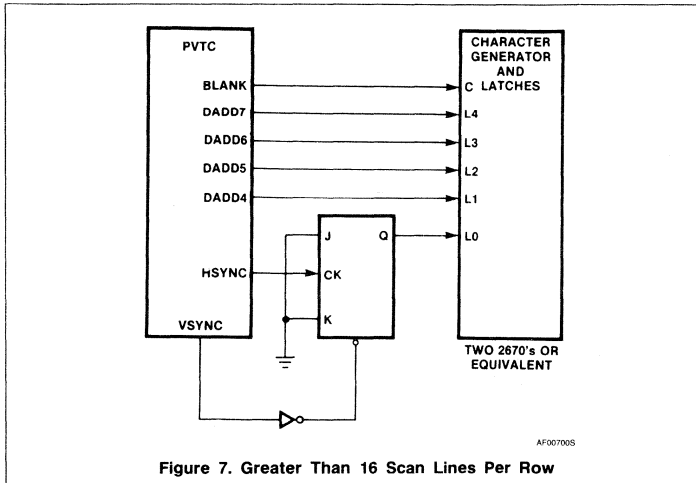 PVTC
CHARACTER
GENERATOR
AND
LATCHES
BLANK
C
DADD7
L4
DADD6
L3
DADD5
L2
DADD4
L1
J
Q
L0
HSYNC
CK
K
VSYNC
TWO 2670's OR
EQUIVALENT
AF00700S
Figure 7. Greater Than 16 Scan Lines Per Row